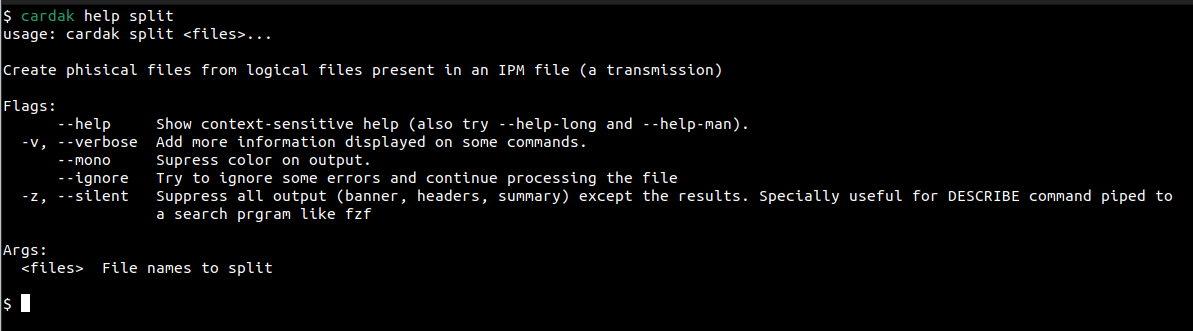 $ cardak help split
usage: cardak split <files>...
Create phisical files from logical files present in an IPM file (a transmission)
Flags:
--help Show context-sensitive help (also try --help-long and --help-man).
-v, --verbose Add more information displayed on some commands.
--mono Supress color on output.
--ignore Try to ignore some errors and continue processing the file
-z, --silent Suppress all output (banner, headers, summary) except the results. Specially useful for DESCRIBE command piped to
a search prgram like fzf
Args:
<files> File names to split
$